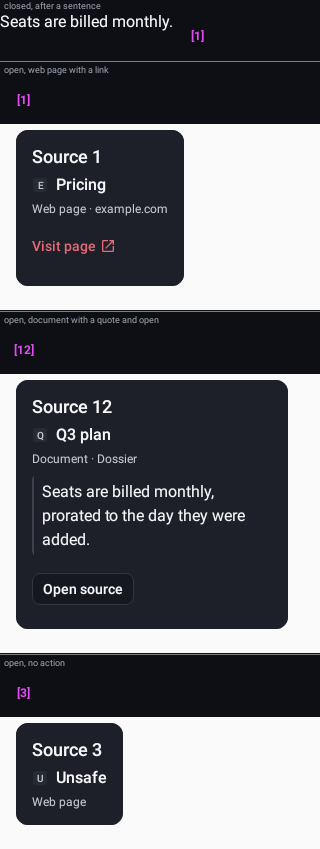 closed, after a sentence
Seats are billed monthly.
[1]
open, web page with a link
[1]
Source 1
E Pricing
Web page · example.com
Visit page
open, document with a quote and open
[12]
Source 12
Q Q3 plan
Document · Dossier
Seats are billed monthly,
prorated to the day they were
added.
Open source
open, no action
[3]
Source 3
U Unsafe
Web page